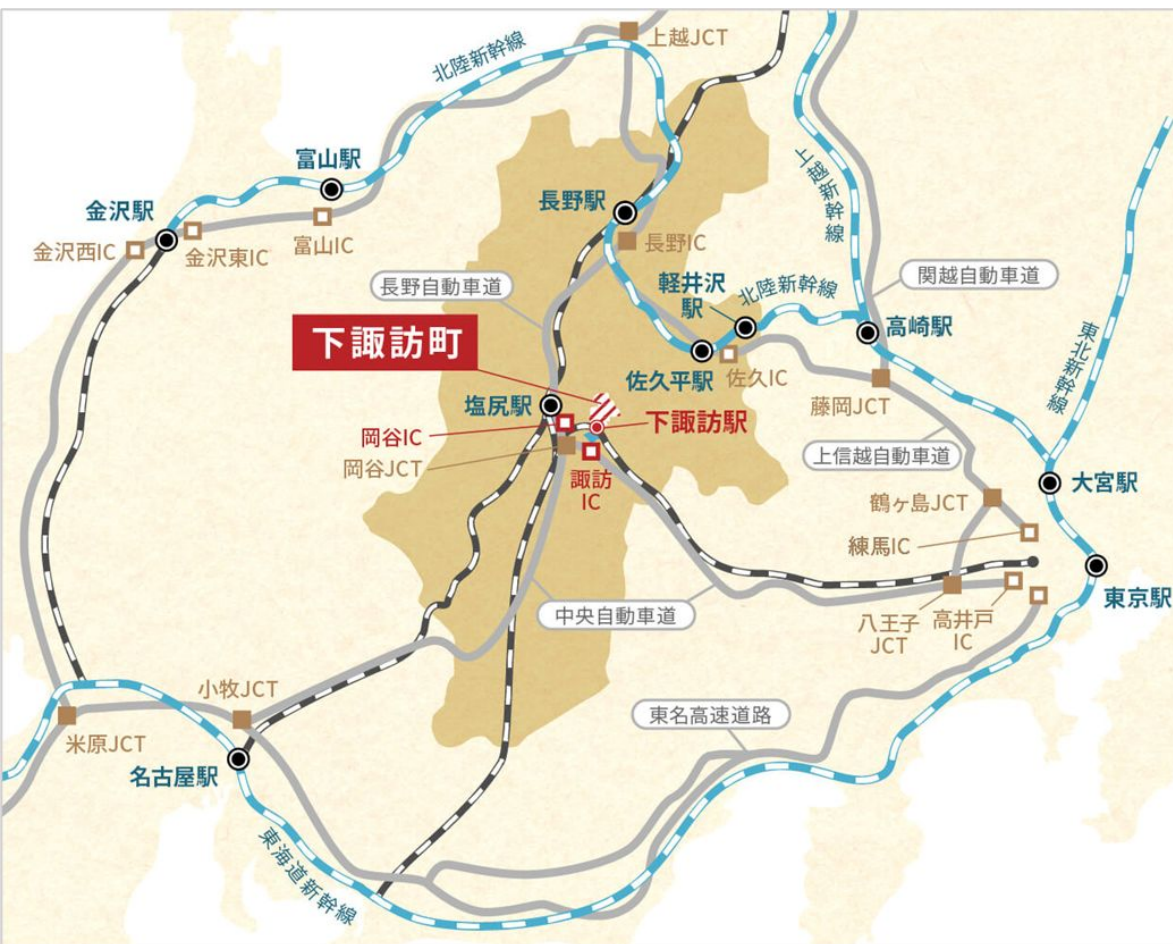 上越JCT
北陸新幹線
富山駅
金沢駅
金沢西IC
金沢東IC
富山IC
長野駅
長野IC
上越新幹線
長野自動車道
軽井沢
駅
北陸新幹線
関越自動車道
高崎駅
東北新幹線
下諏訪町
佐久平駅
佐久IC
藤岡JCT
塩尻駅
下諏訪駅
岡谷IC
岡谷JCT
諏訪
IC
上信越自動車道
大宮駅
鶴ヶ島JCT
練馬IC
東京駅
中央自動車道
八王子
JCT
高井戸
IC
小牧JCT
米原JCT
東名高速道路
名古屋駅
東海道新幹線